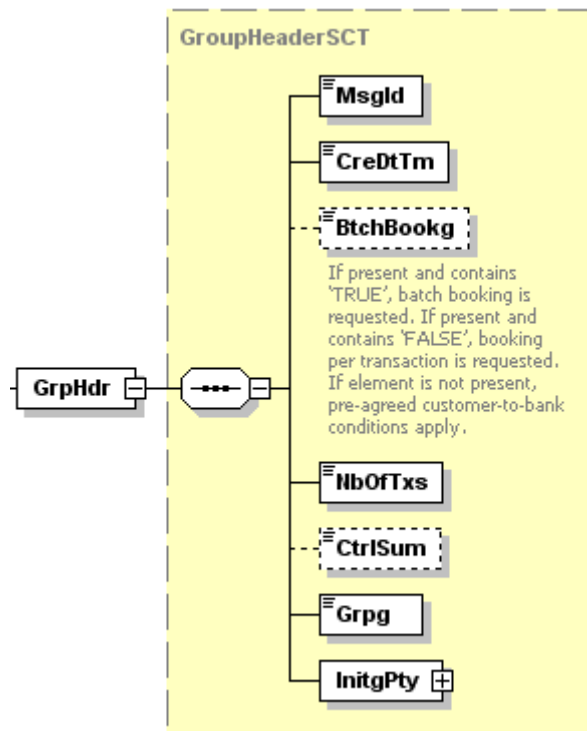 GroupHeaderSCT
MsgId
CreDtTm
BtchBookg
If present and contains
'TRUE', batch booking is
requested. If present and
contains 'FALSE', booking
per transaction is requested.
If element is not present,
pre-agreed customer-to-bank
conditions apply.
GrpHdr
NbOfTxs
CtrlSum
Grpg
InitgPty